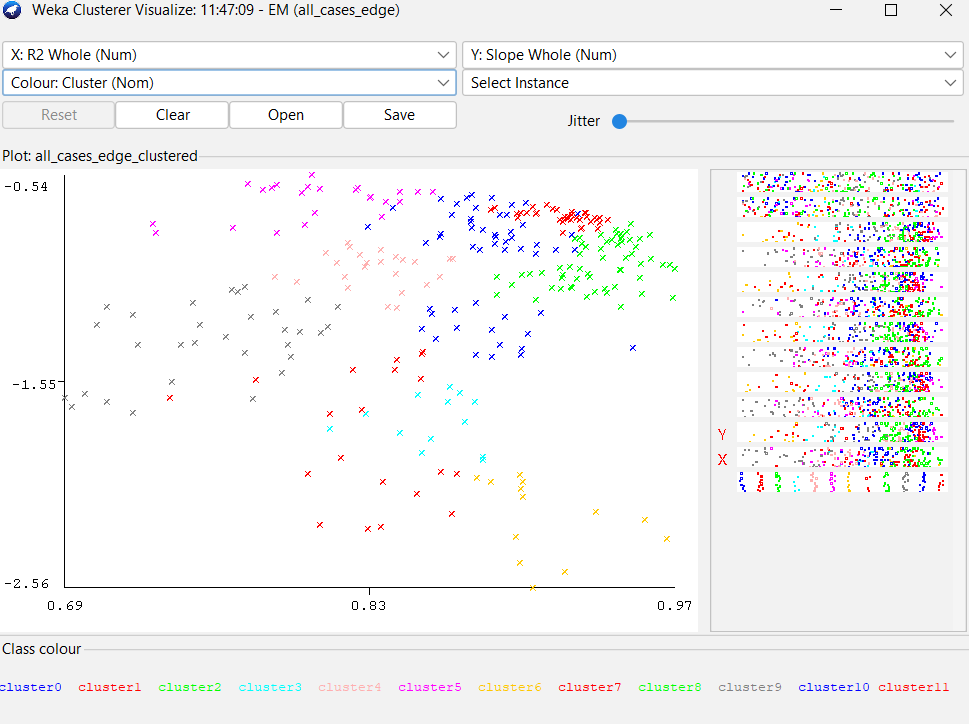 Weka Clusterer Visualize: 11:47:09 - EM (all_cases_edge)
X: R2 Whole (Num) Y: Slope Whole (Num)
Colour: Cluster (Nom) Select Instance
Reset Clear Open Save Jitter
Plot: all_cases_edge_clustered
-0.54
-1.55
Y
X
-2.56
0.69 0.83 0.97
Class colour
cluster0 cluster1 cluster2 cluster3 cluster4 cluster5 cluster6 cluster7 cluster8 cluster9 cluster10 cluster11